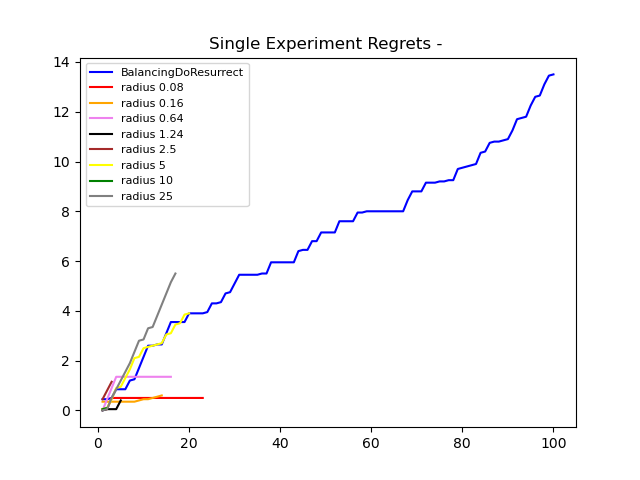 Single Experiment Regrets -
14
12
10
8
6
4
2
0
BalancingDoResurrect
radius 0.08
radius 0.16
radius 0.64
radius 1.24
radius 2.5
radius 5
radius 10
radius 25
0 20 40 60 80 100